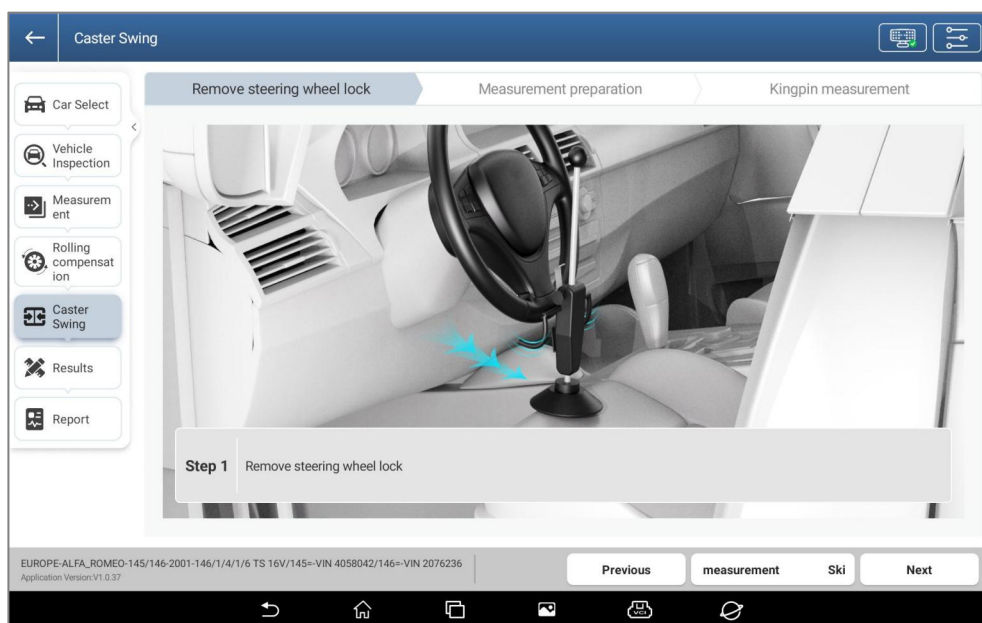 Caster Swing
Remove steering wheel lock
Measurement preparation
Kingpin measurement
Car Select
Vehicle
Inspection
Measurem
ent
Rolling
compensat
ion
Caster
Swing
Results
Report
Step 1
Remove steering wheel lock
EUROPE-ALFA_ROMEO-145/146-2001-146/1/4/1/6 TS 16V/145=-VIN 4058042/146=-VIN 2076236
Application Version:V1.0.37
Previous
measurement Ski
Next
VCI